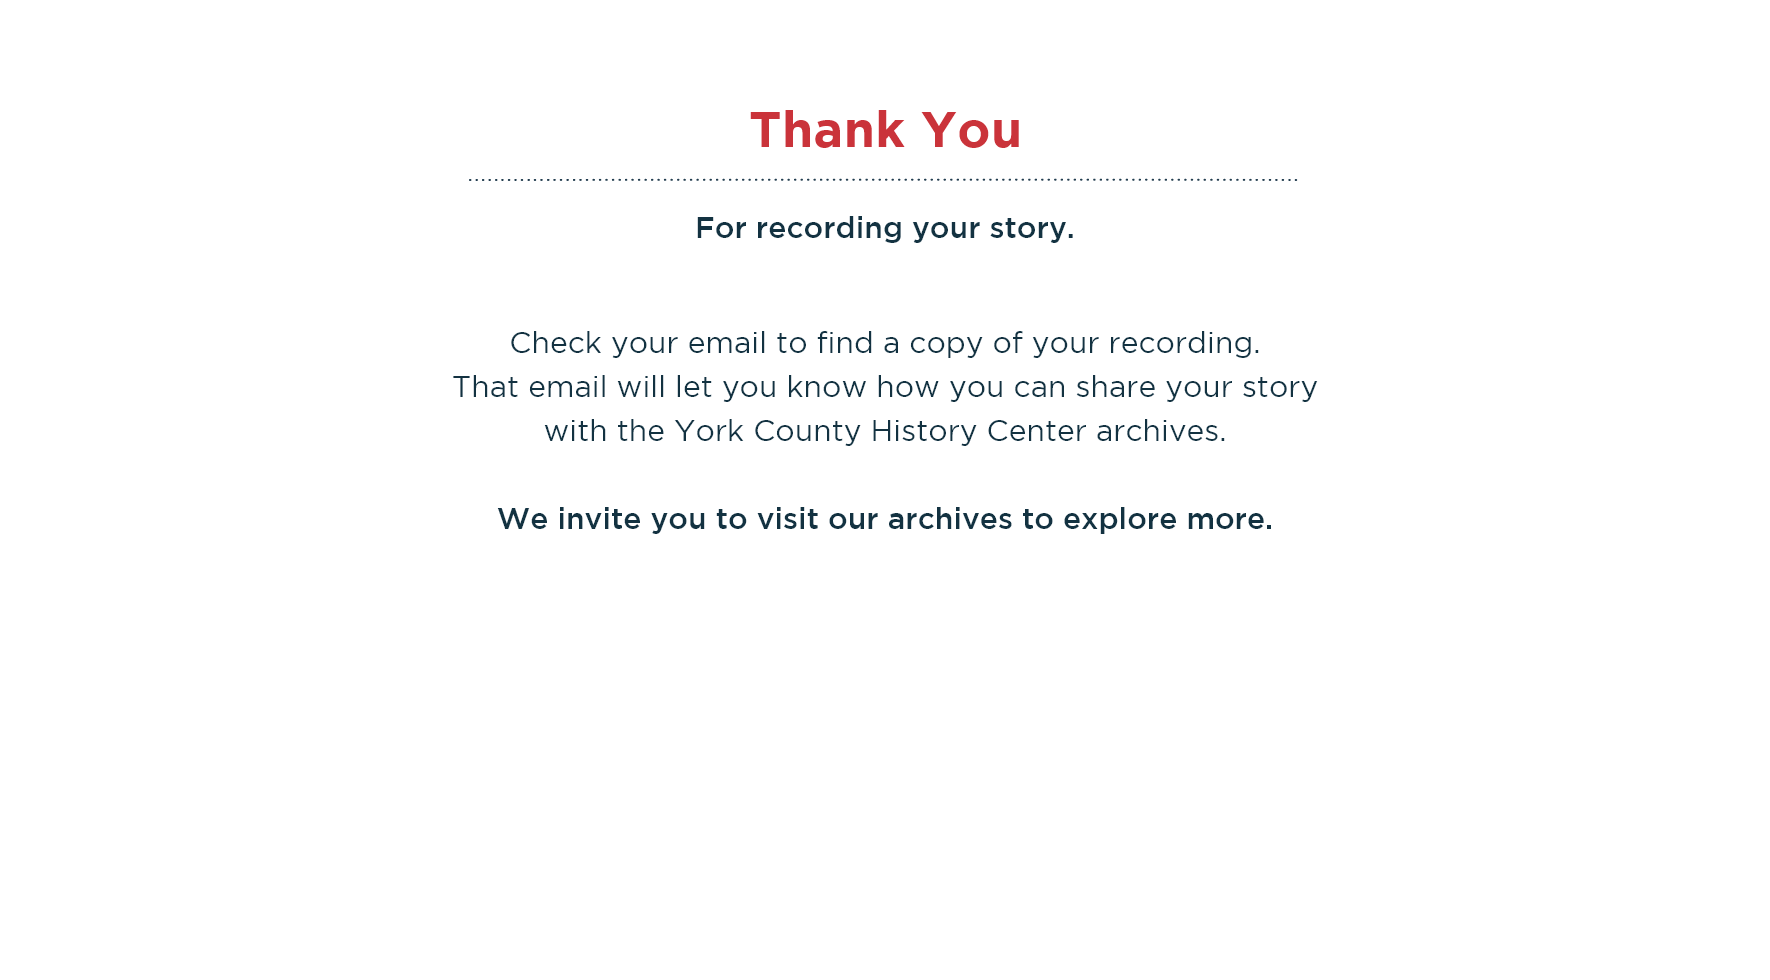 Thank You
For recording your story.
Check your email to find a copy of your recording.
That email will let you know how you can share your story
with the York County History Center archives.
We invite you to visit our archives to explore more.